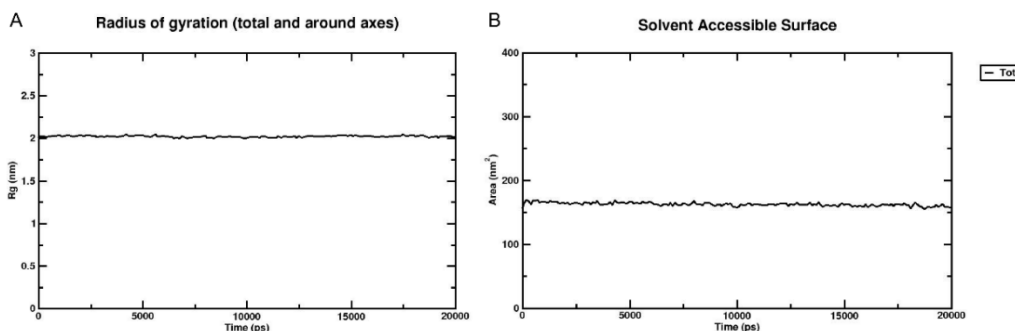 A
Radius of gyration (total and around axes)
3
2.5
2
1.5
1
0.5
0
Rg (nm)
0
5000
10000
15000
20000
Time (ps)
B
Solvent Accessible Surface
400
300
200
100
0
Area (nm²)
0
5000
10000
15000
20000
Time (ps)
Tot